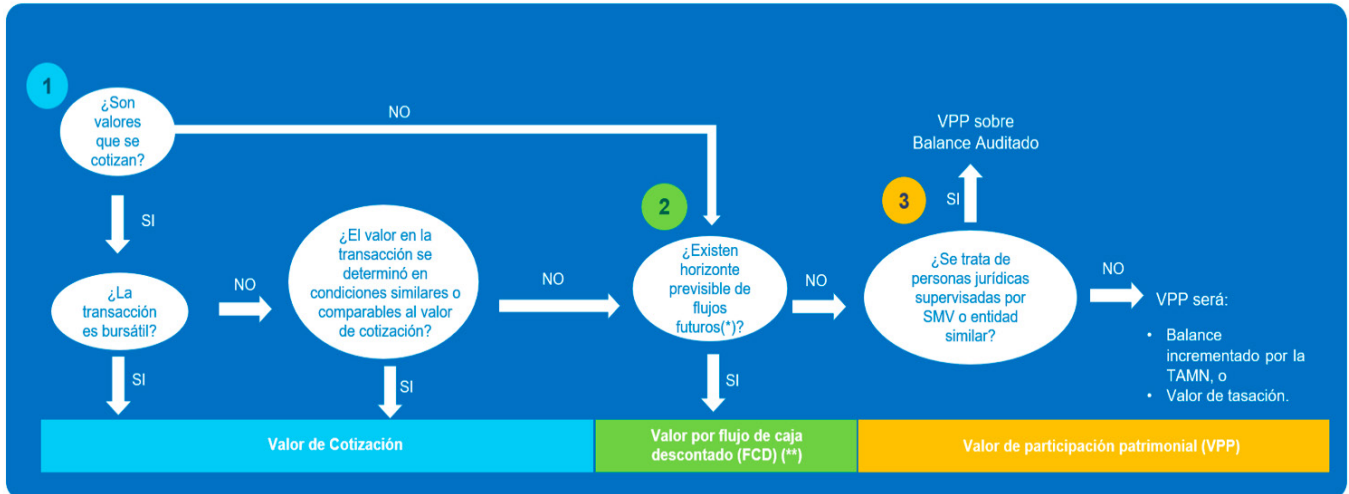 1
¿Son
valores
que se
cotizan?
NO
SI
¿La
transacción
es bursátil?
NO
SI
¿El valor en la
transacción se
determinó en
condiciones similares o
comparables al valor
de cotización?
NO
SI
2
¿Existen
horizonte
previsible de
flujos
futuros(*)?
NO
SI
3
VPP sobre
Balance Auditado
SI
¿Se trata de
personas jurídicas
supervisadas por
SMV o entidad
similar?
NO
VPP será:
• Balance
incrementado por la
TAMN, o
• Valor de tasación.
Valor de Cotización
Valor por flujo de caja
descontado (FCD) (**)
Valor de participación patrimonial (VPP)